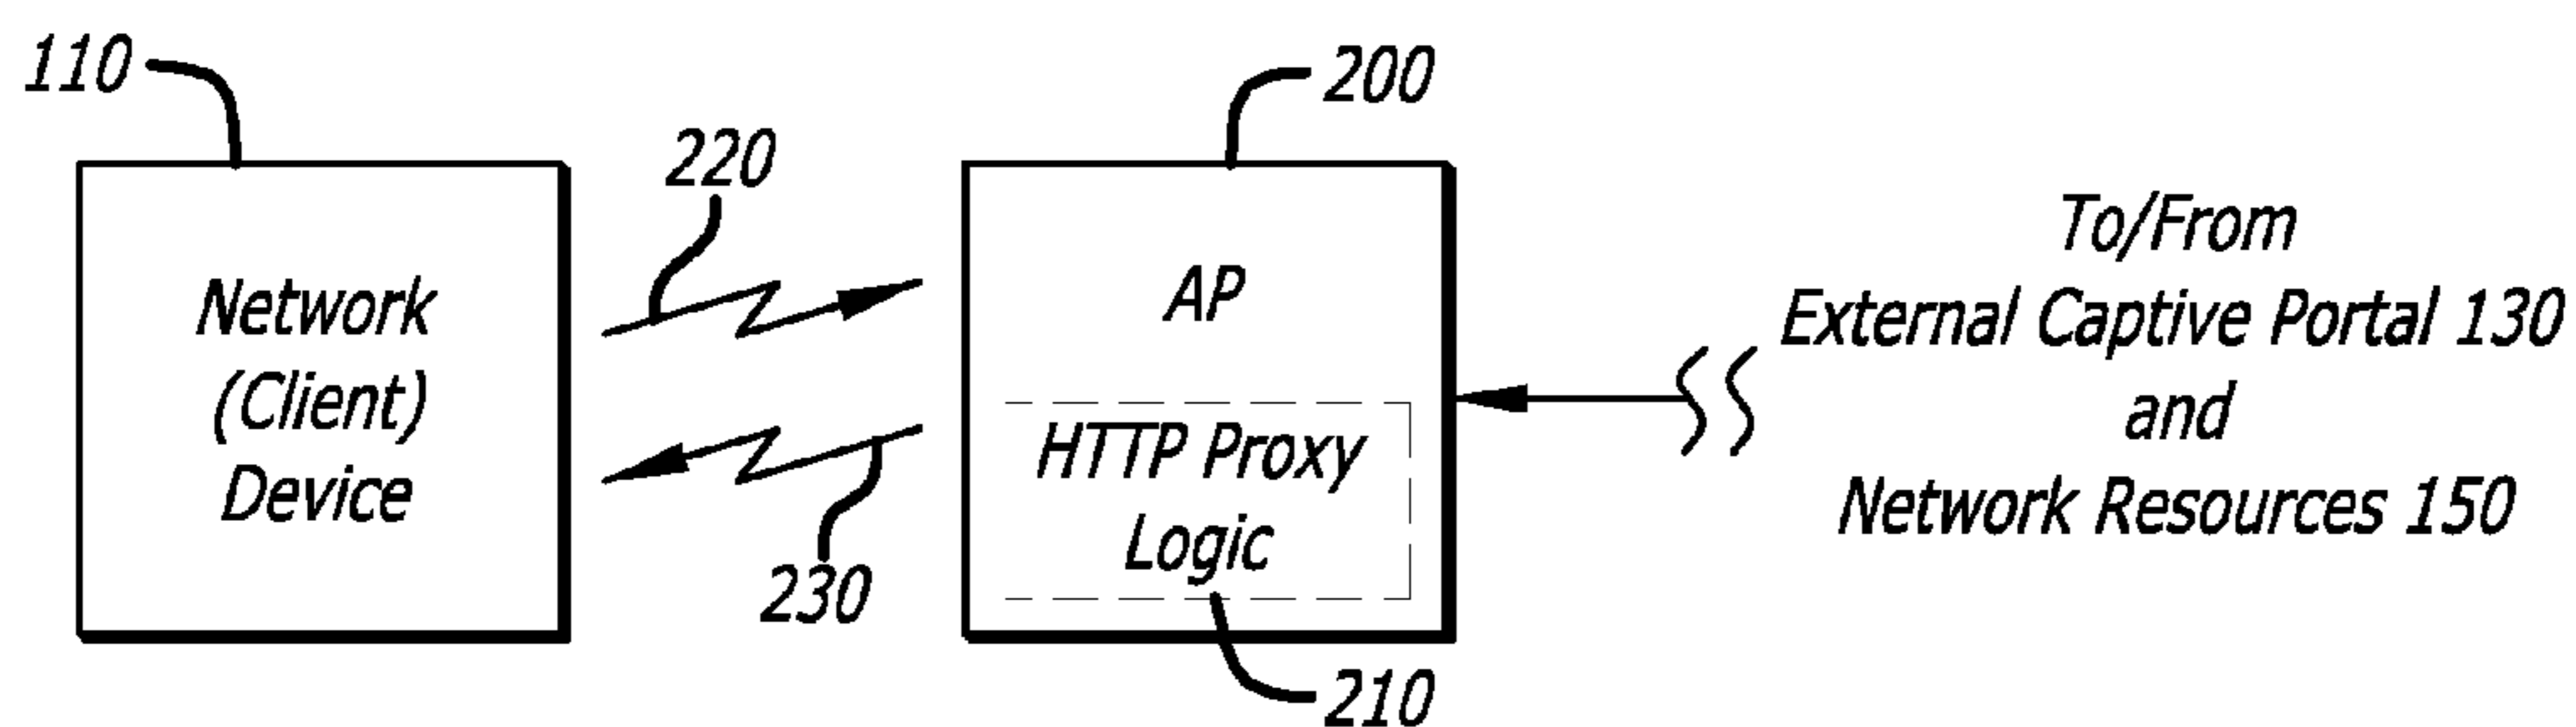 110
200
220
Network
(Client)
Device
AP
HTTP Proxy
Logic
230
210
To/From
External Captive Portal 130
and
Network Resources 150